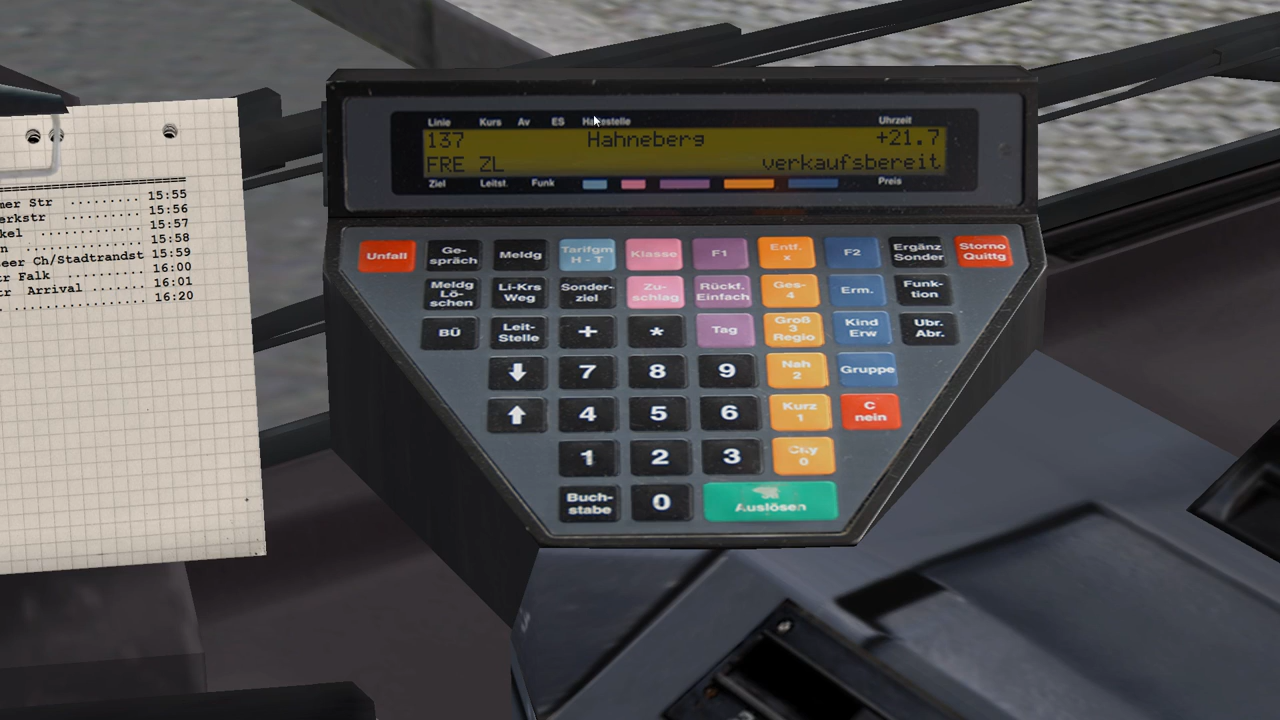 mer Str ......... 15:55
erkstr ......... 15:56
kel ............ 15:57
n .............. 15:58
seer Ch/Stadtrandst 15:59
tr Falk ........ 16:00
tr Arrival ..... 16:01
............... 16:20
Linie Kurs Av ES Haltestelle Uhrzeit
137 Hahneberg +21.7
FRE ZL verkaufsbereit
Ziel Leitst. Funk Preis
Unfall
Ge-
spräch
Meldg
Tarifgm
H - T
Klasse
F1
Entf.
x
F2
Ergänz
Sonder
Storno
Quittg
Meldg
Lö-
schen
Li-Krs
Weg
Sonder-
ziel
Zu-
schlag
Rückf.
Einfach
Ges-
4
Erm.
Funk-
tion
BÜ
Leit-
Stelle
+
*
Tag
Groß
3
Regio
Kind
Erw
Ubr.
Abr.
↓
7
8
9
Nah
2
Gruppe
↑
4
5
6
Kurz
1
C
nein
1
2
3
City
0
Buch-
stabe
0
Auslösen